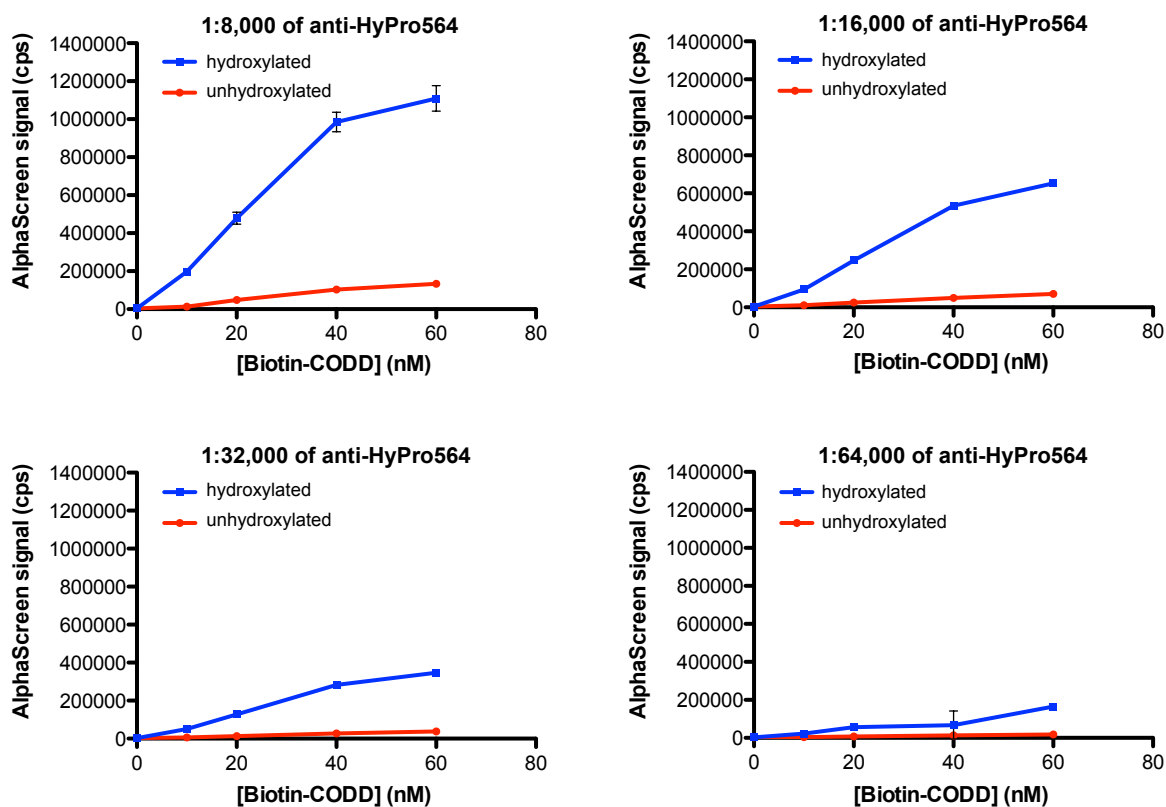 1:8,000 of anti-HyPro564
AlphaScreen signal (cps)
1400000
1200000
1000000
800000
600000
400000
200000
0
hydroxylated
unhydroxylated
0 20 40 60 80
[Biotin-CODD] (nM)
1:16,000 of anti-HyPro564
AlphaScreen signal (cps)
1400000
1200000
1000000
800000
600000
400000
200000
0
hydroxylated
unhydroxylated
0 20 40 60 80
[Biotin-CODD] (nM)
1:32,000 of anti-HyPro564
AlphaScreen signal (cps)
1400000
1200000
1000000
800000
600000
400000
200000
0
hydroxylated
unhydroxylated
0 20 40 60 80
[Biotin-CODD] (nM)
1:64,000 of anti-HyPro564
AlphaScreen signal (cps)
1400000
1200000
1000000
800000
600000
400000
200000
0
hydroxylated
unhydroxylated
0 20 40 60 80
[Biotin-CODD] (nM)